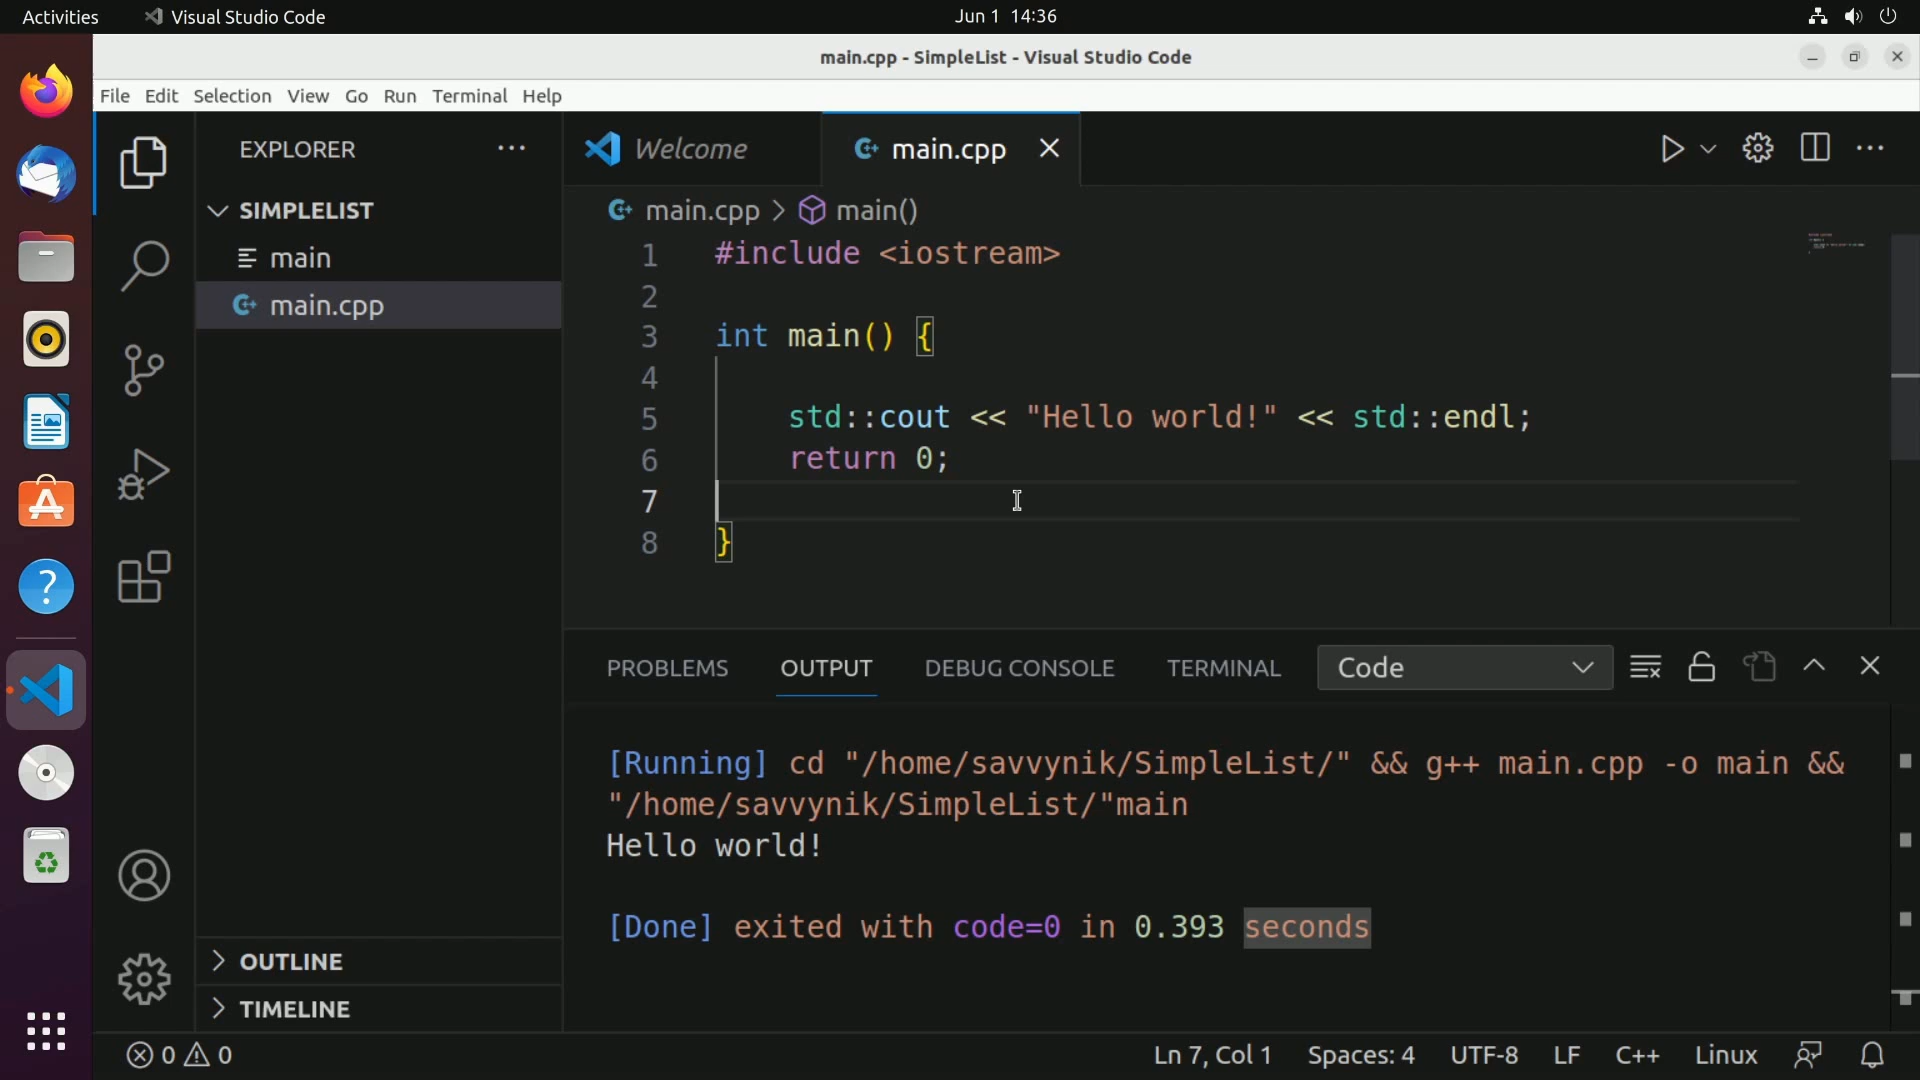 Activities Visual Studio Code Jun 1 14:36
main.cpp - SimpleList - Visual Studio Code
File Edit Selection View Go Run Terminal Help
EXPLORER
SIMPLELIST
main
main.cpp
OUTLINE
TIMELINE
Welcome main.cpp
main.cpp > main()
1 #include <iostream>
2
3 int main() {
4
5 std::cout << "Hello world!" << std::endl;
6 return 0;
7
8 }
PROBLEMS OUTPUT DEBUG CONSOLE TERMINAL Code
[Running] cd "/home/savvynik/SimpleList/" && g++ main.cpp -o main &&
"/home/savvynik/SimpleList/"main
Hello world!
[Done] exited with code=0 in 0.393 seconds
0 0 Ln 7, Col 1 Spaces: 4 UTF-8 LF C++ Linux